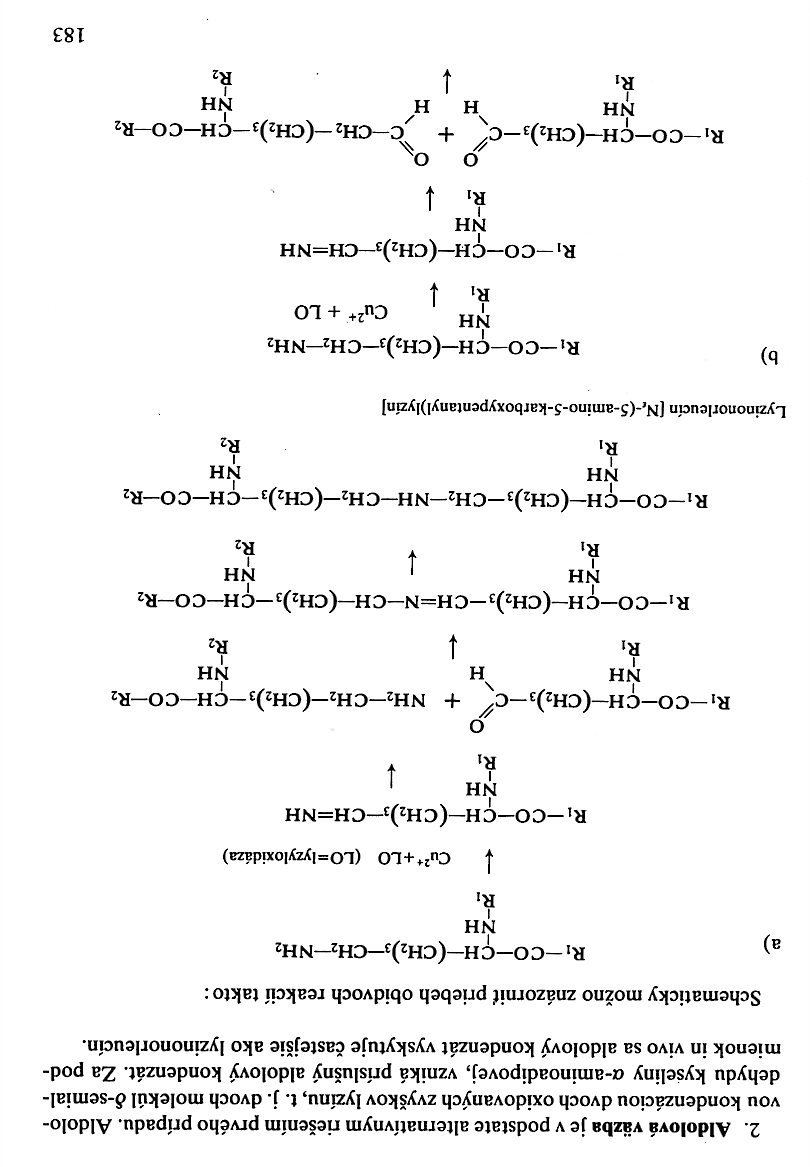 2. Aldolová väzba je v podstate alternatívnym riešením prvého prípadu. Aldolo-
vou kondenzáciou dvoch oxidovaných zvyškov lyzínu, t. j. dvoch molekúl δ-semial-
dehydu kyseliny α-aminoadipovej, vzniká príslušný aldolový kondenzát. Za pod-
mienok in vivo sa aldolový kondenzát vyskytuje častejšie ako lyzinonorleucín.
Schematicky možno znázorniť priebeh obidvoch reakcií takto:
a) R₁—CO—CH—(CH₂)₃—CH₂—NH₂
NH
R₁
↓ Cu²⁺+LO (LO=lyzyloxidáza)
R₁—CO—CH—(CH₂)₃—CH=NH
NH
R₁ ↓
O
R₁—CO—CH—(CH₂)₃—C + NH₂—CH₂—(CH₂)₃—CH—CO—R₂
NH H NH
R₁ ↓ R₂
R₁—CO—CH—(CH₂)₃—CH=N—CH—(CH₂)₃—CH—CO—R₂
NH NH
R₁ ↓ R₂
R₁—CO—CH—(CH₂)₃—CH₂—NH—CH₂—(CH₂)₃—CH—CO—R₂
NH NH
R₁ R₂
Lyzinonorleucín [Nε-(5-amino-5-karboxypentanyl)lyzín]
b) R₁—CO—CH—(CH₂)₃—CH₂—NH₂
NH Cu²⁺ + LO
R₁ ↓
R₁—CO—CH—(CH₂)₃—CH=NH
NH
R₁ ↓
O O
R₁—CO—CH—(CH₂)₃—C + C—CH₂—(CH₂)₃—CH—CO—R₂
NH H H NH
R₁ ↓ R₂
183